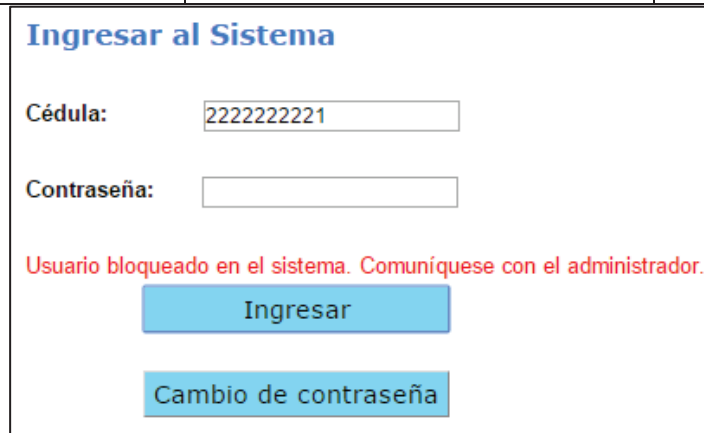 Ingresar al Sistema
Cédula: 2222222221
Contraseña:
Usuario bloqueado en el sistema. Comuníquese con el administrador.
Ingresar
Cambio de contraseña